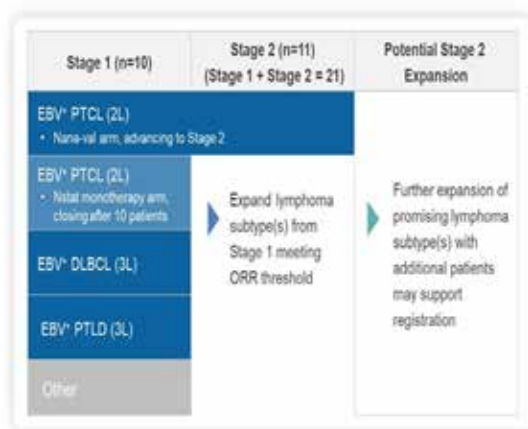 Stage 1 (n=10)
Stage 2 (n=11)
(Stage 1 + Stage 2 = 21)
Potential Stage 2
Expansion
EBV⁺ PTCL (2L)
• Nana-val arm, advancing to Stage 2
EBV⁺ PTCL (2L)
• Nstat monotherapy arm,
closing after 10 patients
EBV⁺ DLBCL (3L)
EBV⁺ PTLD (3L)
Other
Expand lymphoma
subtype(s) from
Stage 1 meeting
ORR threshold
Further expansion of
promising lymphoma
subtype(s) with
additional patients
may support
registration